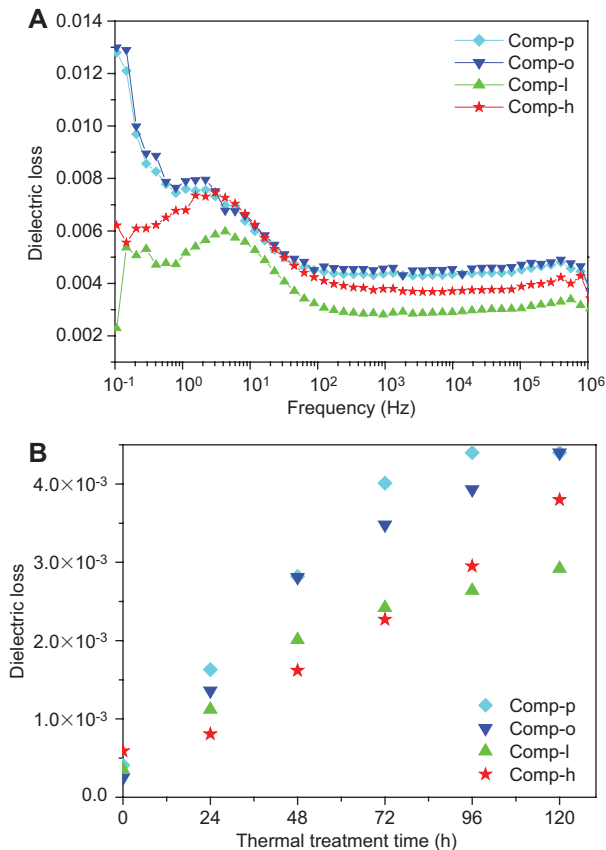 A
0.014
0.012
0.010
0.008
0.006
0.004
0.002
Dielectric loss
Comp-p
Comp-o
Comp-l
Comp-h
10⁻¹ 10⁰ 10¹ 10² 10³ 10⁴ 10⁵ 10⁶
Frequency (Hz)
B
4.0×10⁻³
3.0×10⁻³
2.0×10⁻³
1.0×10⁻³
0.0
Dielectric loss
Comp-p
Comp-o
Comp-l
Comp-h
0 24 48 72 96 120
Thermal treatment time (h)